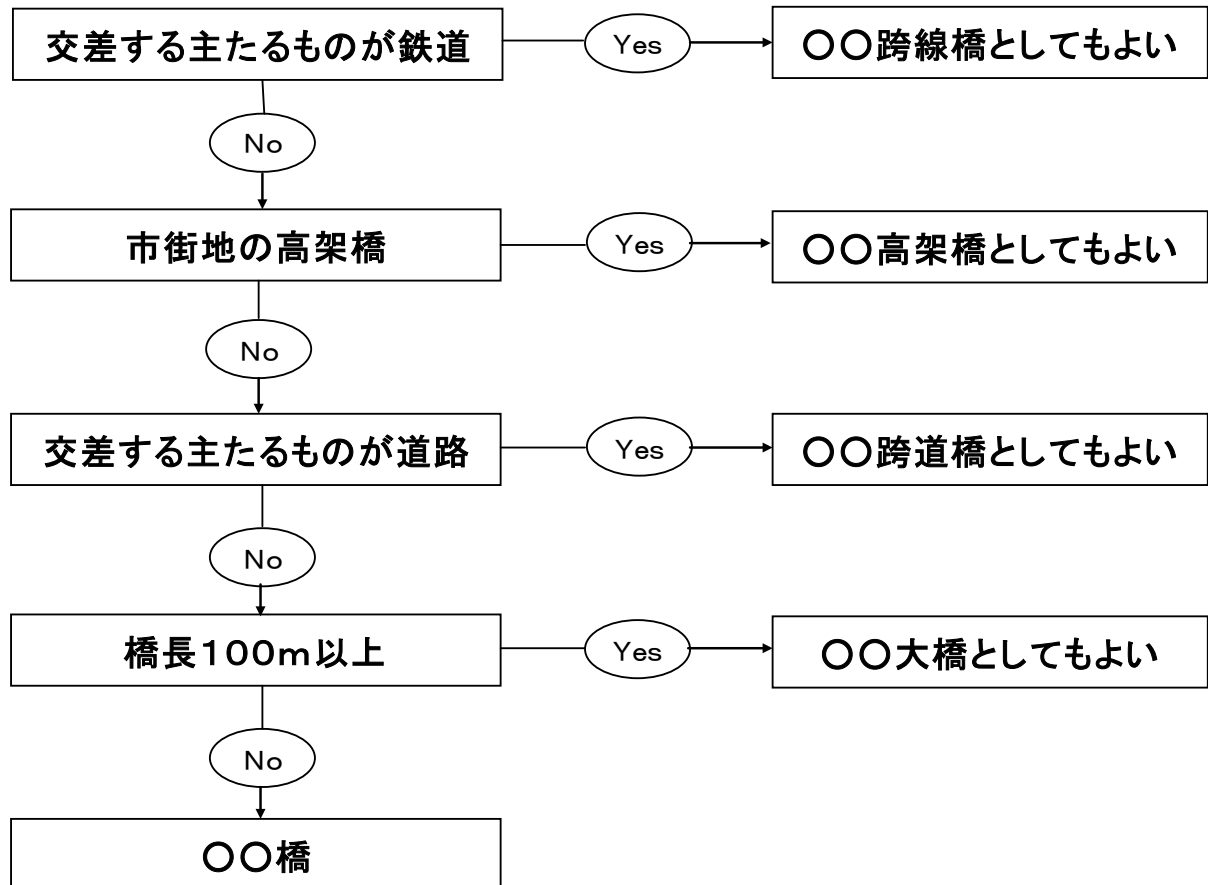 交差する主たるものが鉄道
Yes
○○跨線橋としてもよい
No
市街地の高架橋
Yes
○○高架橋としてもよい
No
交差する主たるものが道路
Yes
○○跨道橋としてもよい
No
橋長100m以上
Yes
○○大橋としてもよい
No
○○橋